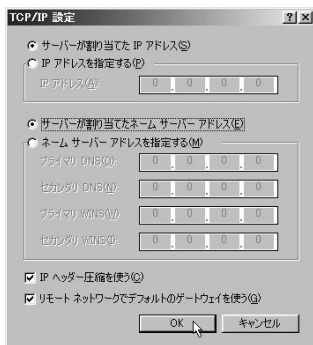 TCP/IP 設定
サーバーが割り当てた IP アドレス(S)
IP アドレスを指定する(P)
IP アドレス(A): 0 . 0 . 0 . 0
サーバーが割り当てたネーム サーバー アドレス(E)
ネーム サーバー アドレスを指定する(M)
プライマリ DNS(D): 0 . 0 . 0 . 0
セカンダリ DNS(N): 0 . 0 . 0 . 0
プライマリ WINS(W): 0 . 0 . 0 . 0
セカンダリ WINS(I): 0 . 0 . 0 . 0
IP ヘッダー圧縮を使う(C)
リモート ネットワークでデフォルトのゲートウェイを使う(G)
OK キャンセル